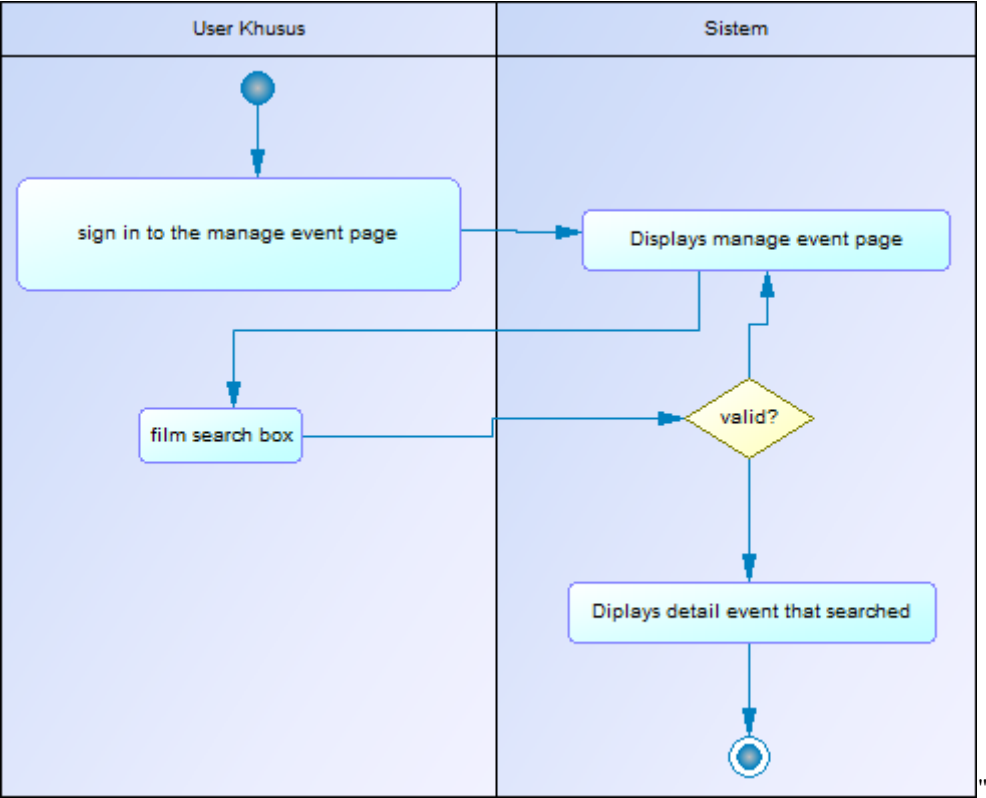 User Khusus
Sistem
sign in to the manage event page
Displays manage event page
film search box
valid?
Diplays detail event that searched
"